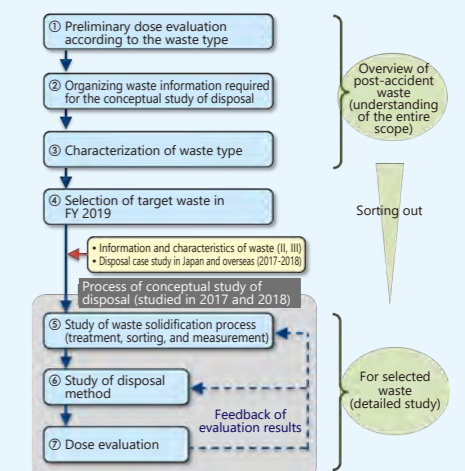 ① Preliminary dose evaluation
according to the waste type
② Organizing waste information required
for the conceptual study of disposal
③ Characterization of waste type
④ Selection of target waste in
FY 2019
• Information and characteristics of waste (II, III)
• Disposal case study in Japan and overseas (2017-2018)
Process of conceptual study of
disposal (studied in 2017 and 2018)
⑤ Study of waste solidification process
(treatment, sorting, and measurement)
⑥ Study of disposal
method
⑦ Dose evaluation
Feedback of
evaluation results
Overview of
post-accident
waste
(understanding
of the entire
scope)
Sorting out
For selected
waste
(detailed study)